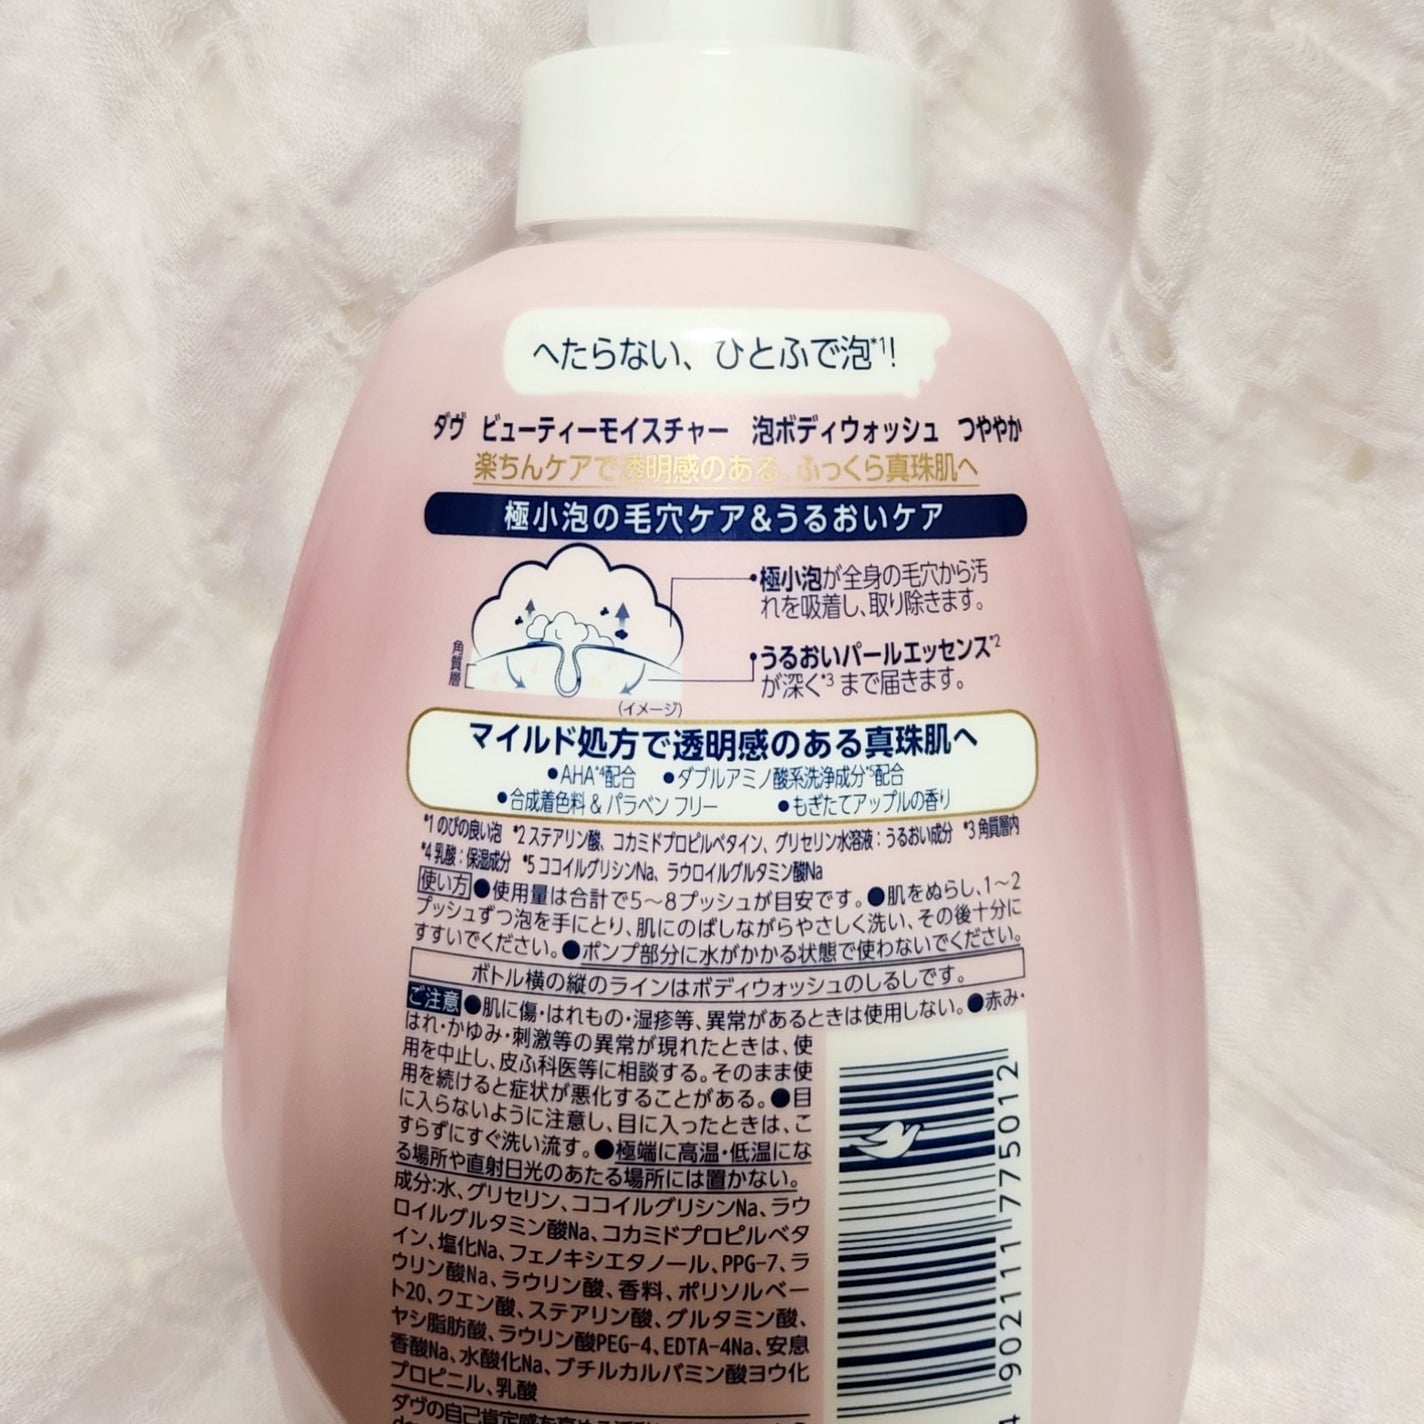 へたらない、ひとふで泡*1!
ダヴ ビューティーモイスチャー 泡ボディウォッシュ つややか
楽ちんケアで透明感のある、ふっくら真珠肌へ
極小泡の毛穴ケア&うるおいケア
●極小泡が全身の毛穴から汚
れを吸着し、取り除きます。
角質層
●うるおいパールエッセンス*2
が深く*3まで届きます。
(イメージ)
マイルド処方で透明感のある真珠肌へ
●AHA*4配合 ●ダブルアミノ酸系洗浄成分*5配合
●合成着色料 & パラベン フリー ●もぎたてアップルの香り
*1 のびの良い泡 *2 ステアリン酸、コカミドプロピルベタイン、グリセリン水溶液:うるおい成分 *3 角質層内
*4 乳酸:保湿成分 *5 ココイルグリシンNa、ラウロイルグルタミン酸Na
使い方●使用量は合計で5〜8プッシュが目安です。●肌をぬらし、1〜2
プッシュずつ泡を手にとり、肌にのばしながらやさしく洗い、その後十分に
すすいでください。●ポンプ部分に水がかかる状態で使わないでください。
ボトル横の縦のラインはボディウォッシュのしるしです。
ご注意●肌に傷・はれもの・湿疹等、異常があるときは使用しない。●赤み・
はれ・かゆみ・刺激等の異常が現れたときは、使
用を中止し、皮ふ科医等に相談する。そのまま使
用を続けると症状が悪化することがある。●目
に入らないように注意し、目に入ったときは、こ
すらずにすぐ洗い流す。●極端に高温・低温にな
る場所や直射日光のあたる場所には置かない。
成分:水、グリセリン、ココイルグリシンNa、ラウ
ロイルグルタミン酸Na、コカミドプロピルベタ
イン、塩化Na、フェノキシエタノール、PPG-7、ラ
ウリン酸Na、ラウリン酸、香料、ポリソルベー
ト20、クエン酸、ステアリン酸、グルタミン酸、
ヤシ脂肪酸、ラウリン酸PEG-4、EDTA-4Na、安息
香酸Na、水酸化Na、ブチルカルバミン酸ヨウ化
プロピニル、乳酸
ダヴの自己肯定感を高める
4 902111 775012